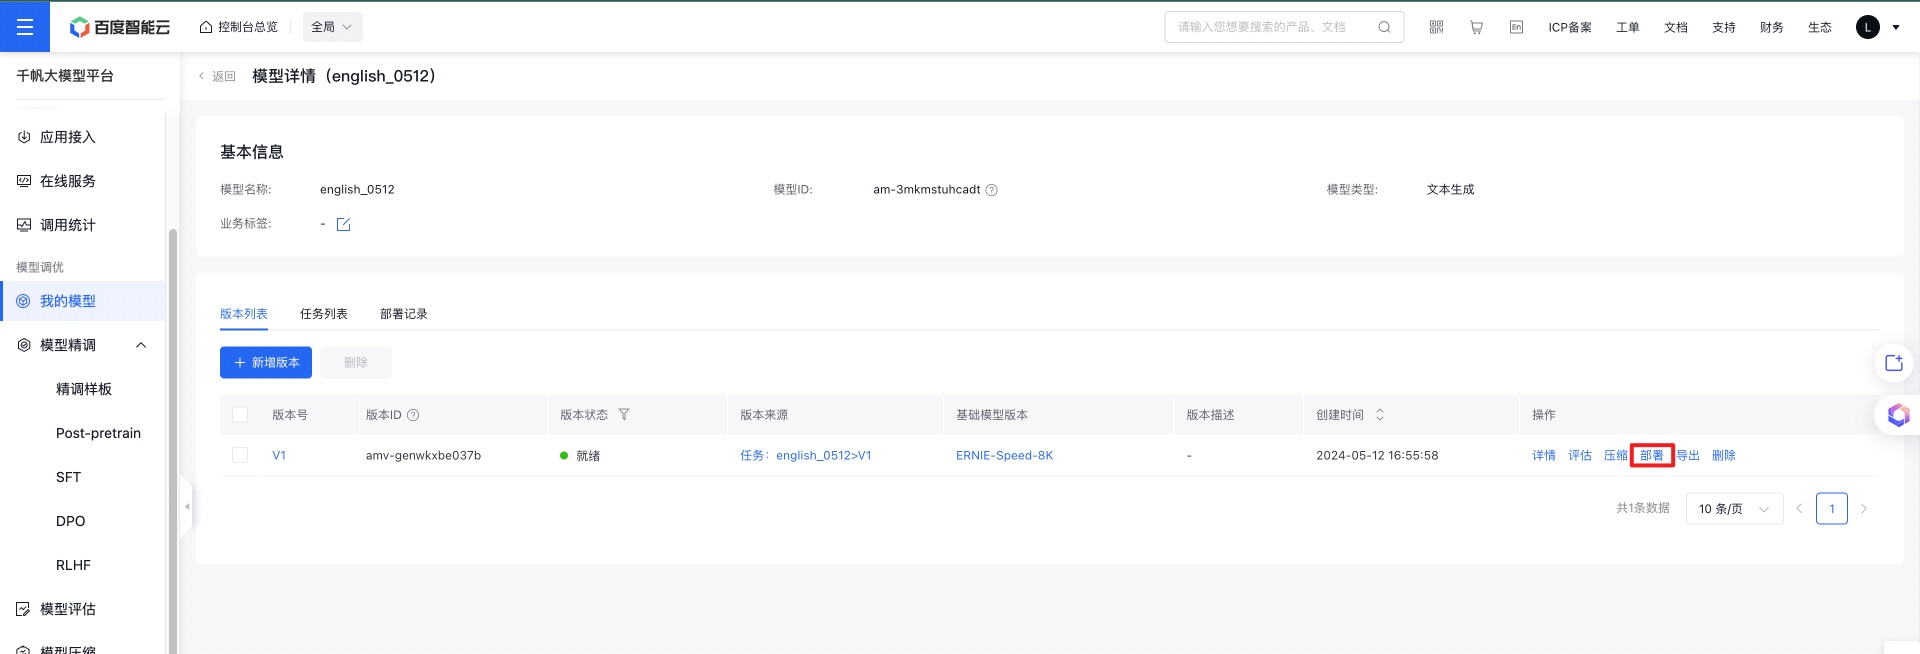 百度智能云
控制台总览
全局
请输入您想要搜索的产品、文档
En
ICP备案
工单
文档
支持
财务
生态
L
千帆大模型平台
返回
模型详情（english_0512）
应用接入
在线服务
调用统计
模型调优
我的模型
模型精调
精调样板
Post-pretrain
SFT
DPO
RLHF
模型评估
模型压缩
基本信息
模型名称: english_0512
模型ID: am-3mkmstuhcadt
模型类型: 文本生成
业务标签: -
版本列表 任务列表 部署记录
新增版本 删除
版本号 版本ID 版本状态 版本来源 基础模型版本 版本描述 创建时间 操作
V1 amv-genwkxbe037b 就绪 任务：english_0512>V1 ERNIE-Speed-8K - 2024-05-12 16:55:58 详情 评估 压缩 部署 导出 删除
共1条数据 10 条/页 1